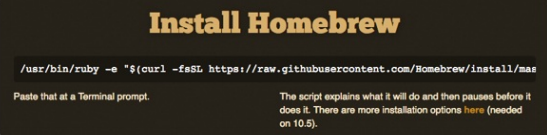 Install Homebrew
/usr/bin/ruby -e "$(curl -fsSL https://raw.githubusercontent.com/Homebrew/install/mas
Paste that at a Terminal prompt.
The script explains what it will do and then pauses before it
does it. There are more installation options here (needed
on 10.5).